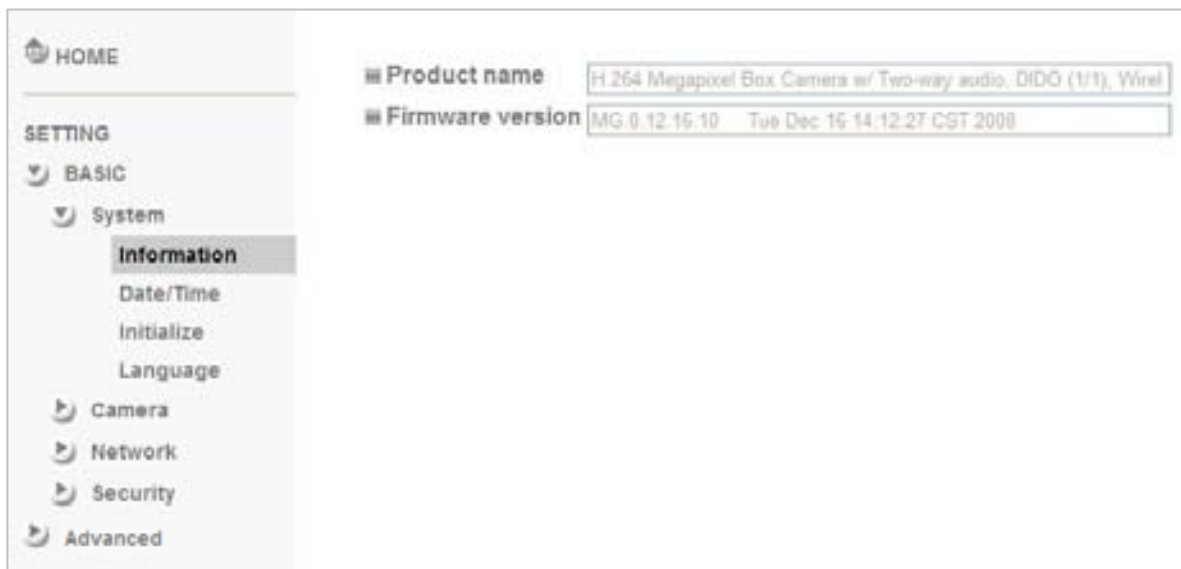 HOME
SETTING
BASIC
System
Information
Date/Time
Initialize
Language
Camera
Network
Security
Advanced
Product name H.264 Megapixel Box Camera w/ Two-way audio, DIDO (1/1), Wirel
Firmware version MG.0.12.16.10 Tue Dec 16 14:12:27 CST 2008